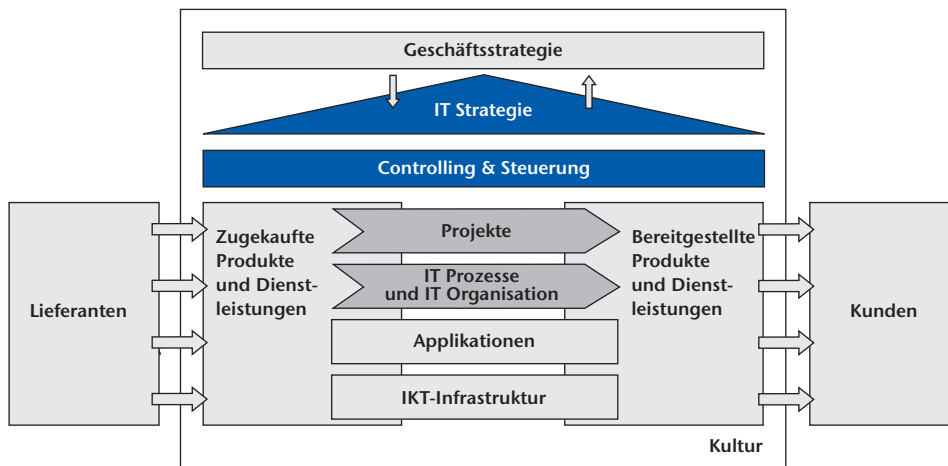 Geschäftsstrategie
IT Strategie
Controlling & Steuerung
Lieferanten
Zugekaufte
Produkte
und Dienst-
leistungen
Projekte
IT Prozesse
und IT Organisation
Applikationen
IKT-Infrastruktur
Bereitgestellte
Produkte
und Dienst-
leistungen
Kunden
Kultur